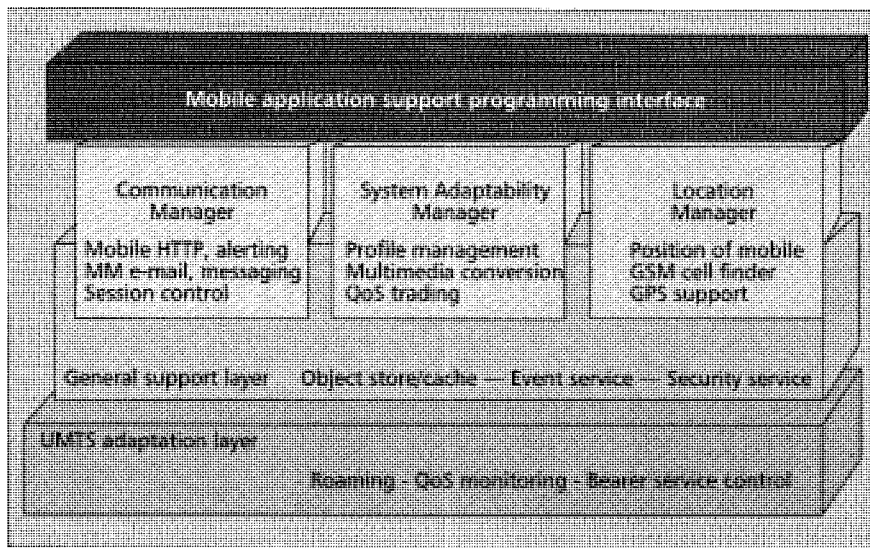 Mobile application support programming interface
Communication
Manager
Mobile HTTP, alerting
MM e-mail, messaging
Session control
System Adaptability
Manager
Profile management
Multimedia conversion
QoS trading
Location
Manager
Position of mobile
GSM cell finder
GPS support
General support layer Object store/cache — Event service — Security service
UMTS adaptation layer
Roaming - QoS monitoring - Bearer service control